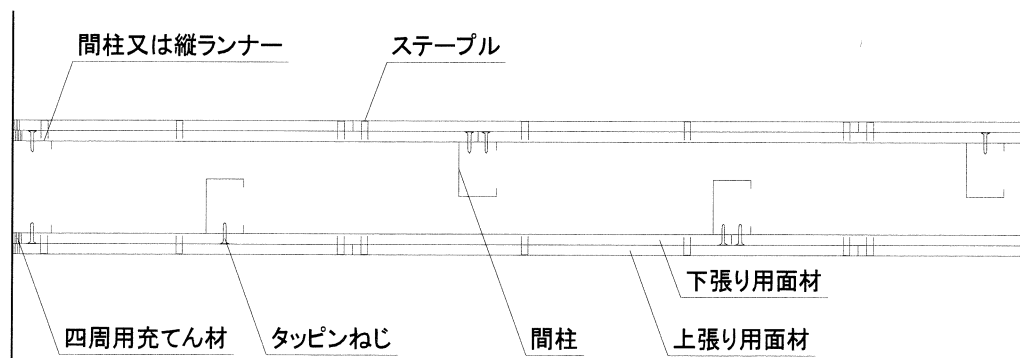 間柱又は縦ランナー
ステープル
下張り用面材
四周用充てん材
タッピンねじ
間柱
上張り用面材